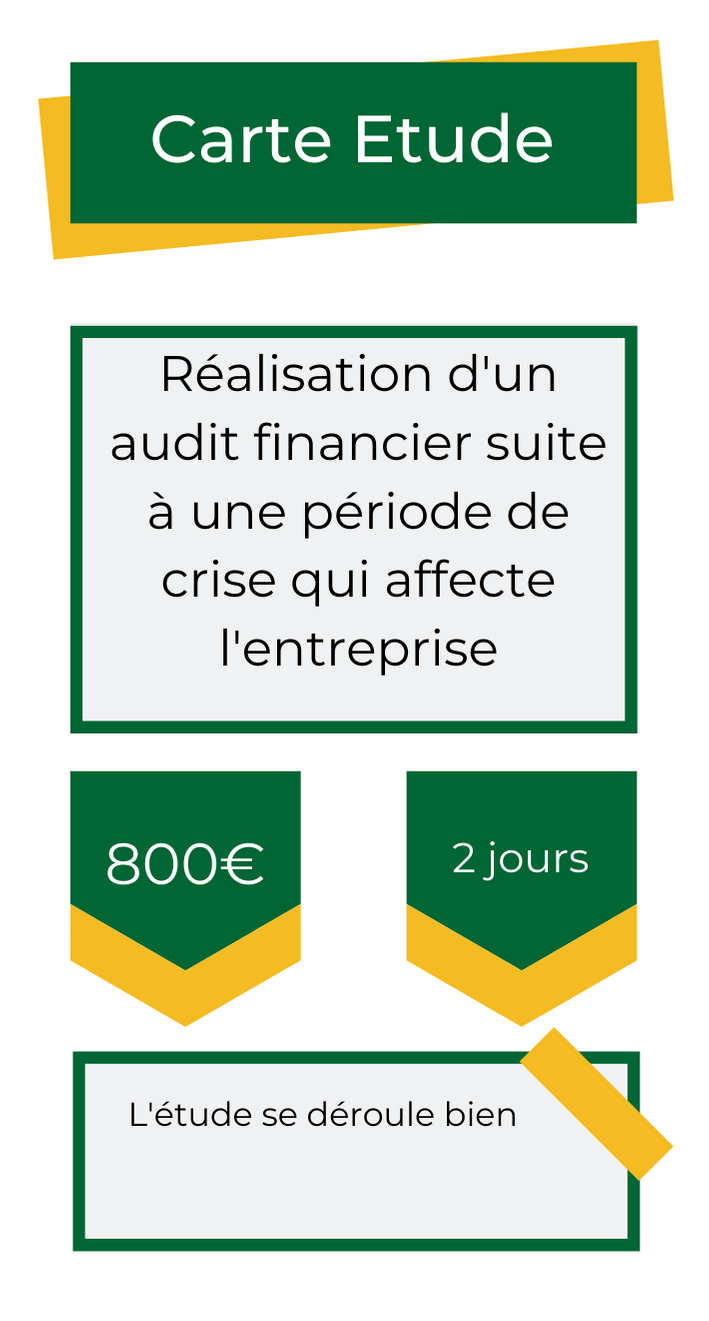 Carte Etude
Réalisation d'un
audit financier suite
à une période de
crise qui affecte
l'entreprise
800€
2 jours
L'étude se déroule bien